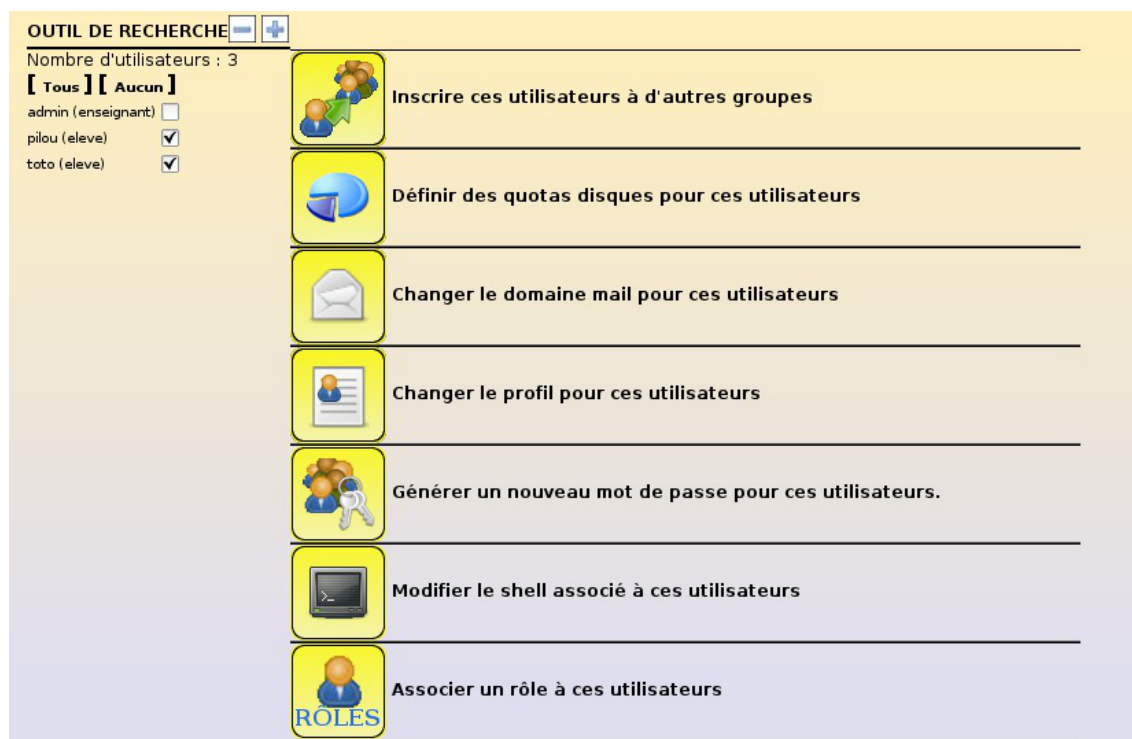 OUTIL DE RECHERCHE
Nombre d'utilisateurs : 3
[ Tous ] [ Aucun ]
admin (enseignant)
pilou (eleve)
toto (eleve)
Inscrire ces utilisateurs à d'autres groupes
Définir des quotas disques pour ces utilisateurs
Changer le domaine mail pour ces utilisateurs
Changer le profil pour ces utilisateurs
Générer un nouveau mot de passe pour ces utilisateurs.
>_
Modifier le shell associé à ces utilisateurs
RÔLES
Associer un rôle à ces utilisateurs